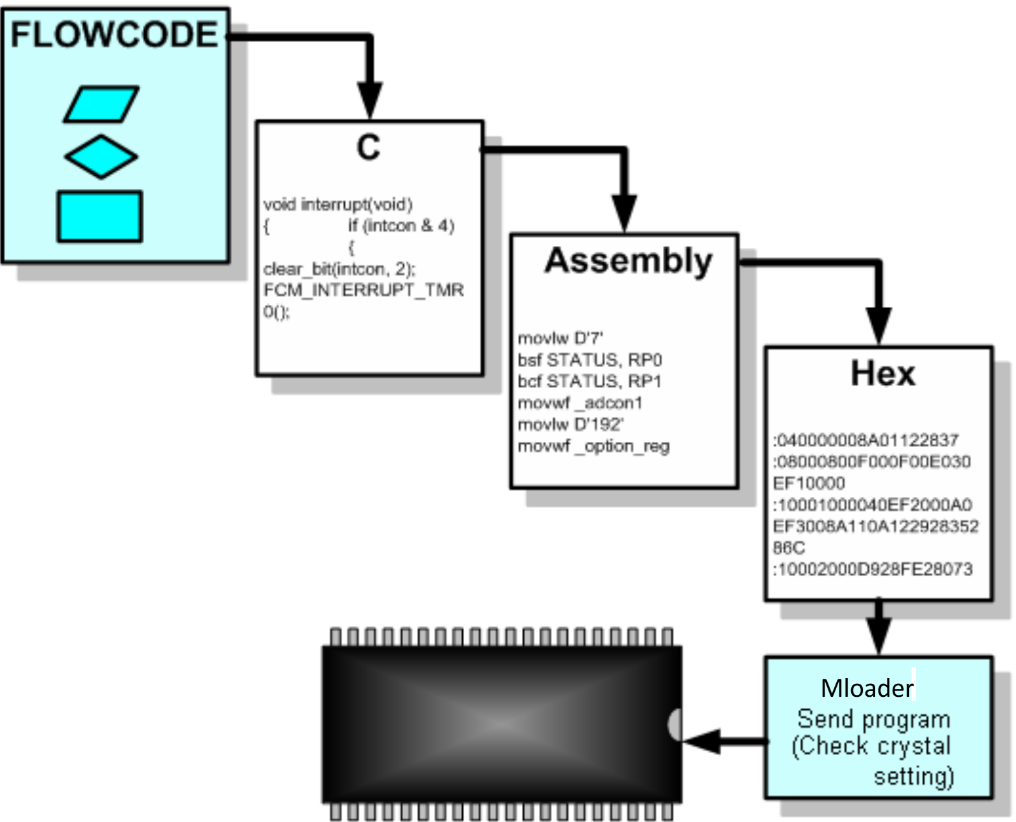 FLOWCODE
C
void interrupt(void)
{ if (intcon & 4)
{
clear_bit(intcon, 2);
FCM_INTERRUPT_TMR
0();
Assembly
movlw D'7'
bsf STATUS, RP0
bcf STATUS, RP1
movwf _adcon1
movlw D'192'
movwf _option_reg
Hex
:040000008A01122837
:08000800F000F00E030
EF10000
:10001000040EF2000A0
EF3008A110A122928352
86C
:10002000D928FE28073
Mloader
Send program
(Check crystal
setting)